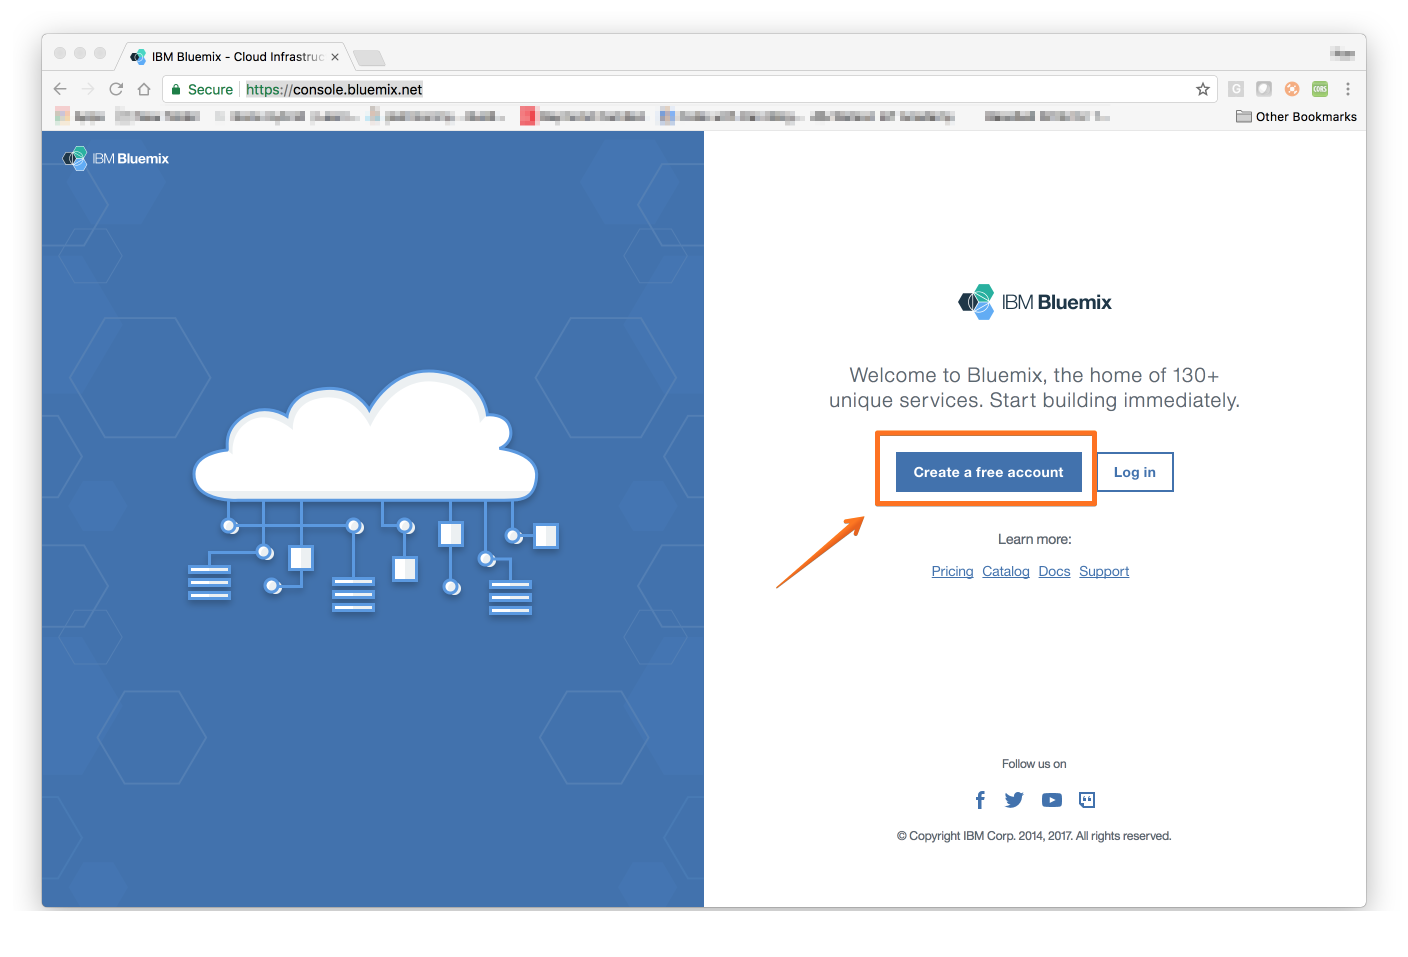 IBM Bluemix - Cloud Infrastruc
Secure https://console.bluemix.net
G
CORS
Other Bookmarks
IBM Bluemix
IBM Bluemix
Welcome to Bluemix, the home of 130+
unique services. Start building immediately.
Create a free account
Log in
Learn more:
Pricing Catalog Docs Support
Follow us on
© Copyright IBM Corp. 2014, 2017. All rights reserved.